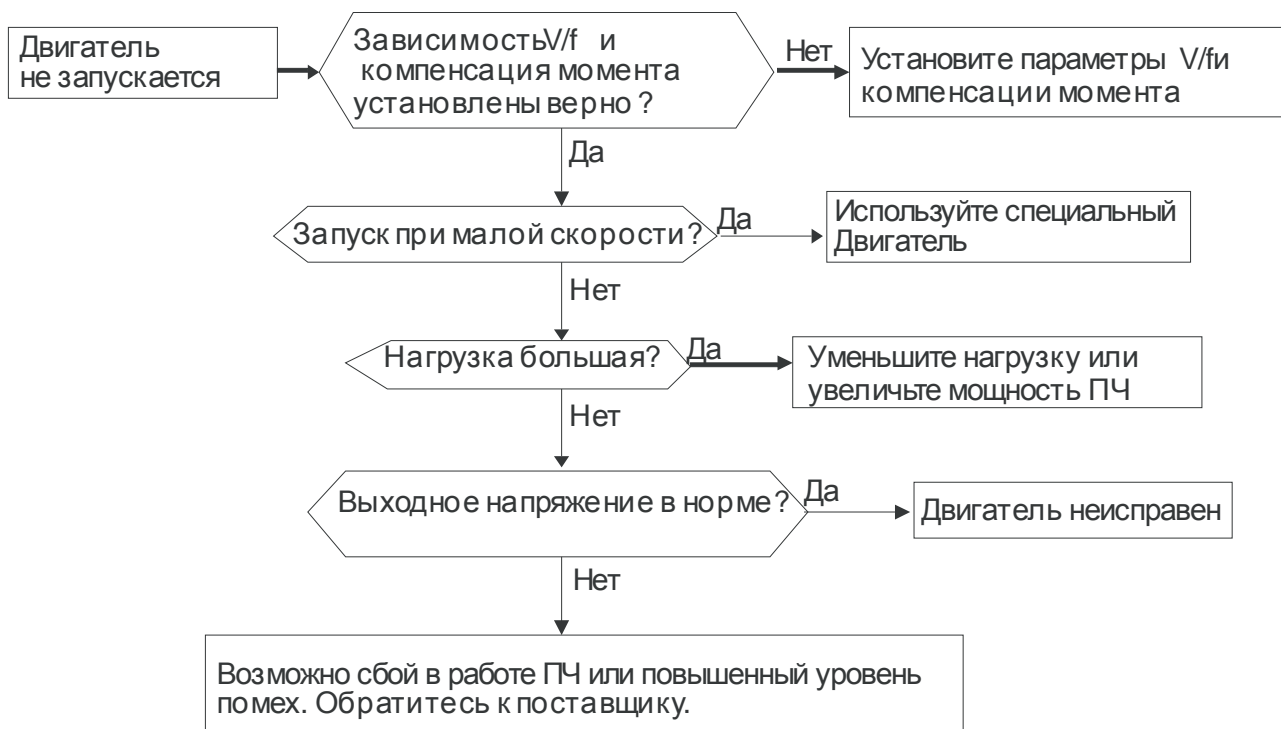 Двигатель
не запускается
Зависимость V/f и
компенсация момента
установлены верно ?
Нет
Установите параметры V/f и
компенсации момента
Да
Запуск при малой скорости?
Да
Используйте специальный
Двигатель
Нет
Нагрузка большая?
Да
Уменьшите нагрузку или
увеличьте мощность ПЧ
Нет
Выходное напряжение в норме?
Да
Двигатель неисправен
Нет
Возможно сбой в работе ПЧ или повышенный уровень
помех. Обратитесь к поставщику.